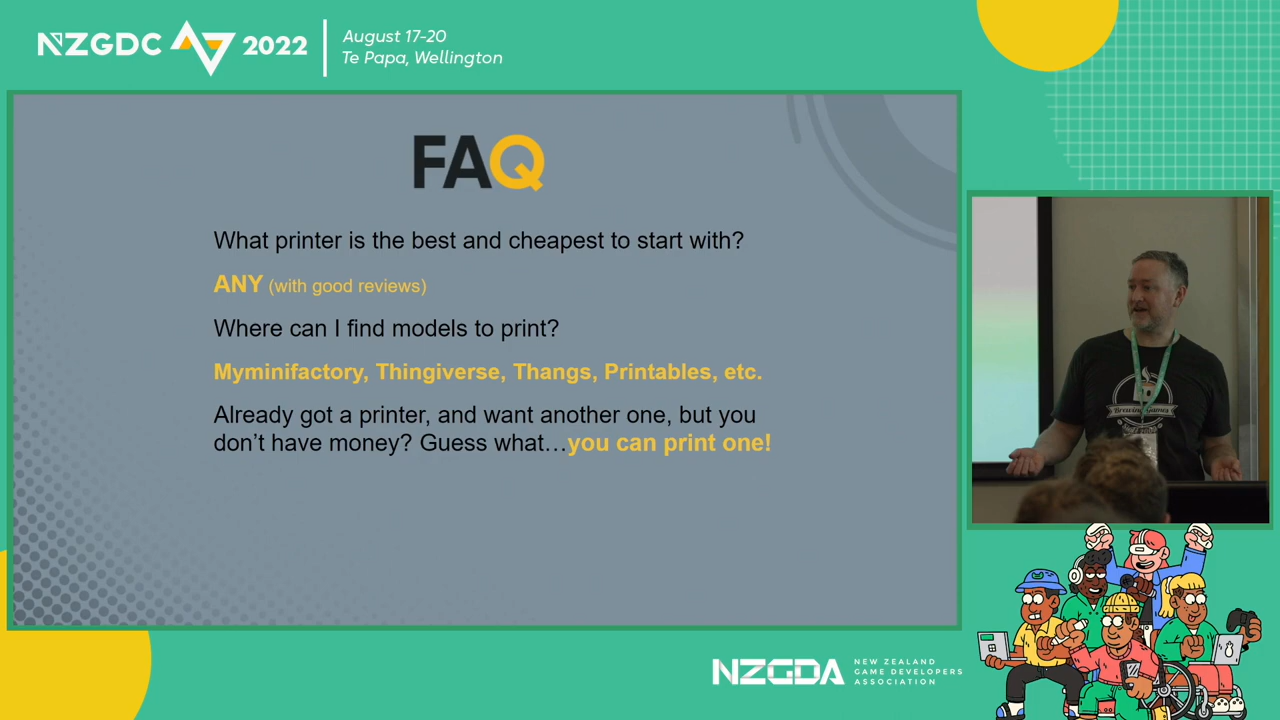 NZGDC 2022
August 17-20
Te Papa, Wellington
FAQ
What printer is the best and cheapest to start with?
ANY (with good reviews)
Where can I find models to print?
Myminifactory, Thingiverse, Thangs, Printables, etc.
Already got a printer, and want another one, but you
don't have money? Guess what…you can print one!
Brewing Games
NZGDA
NEW ZEALAND
GAME DEVELOPERS
ASSOCIATION